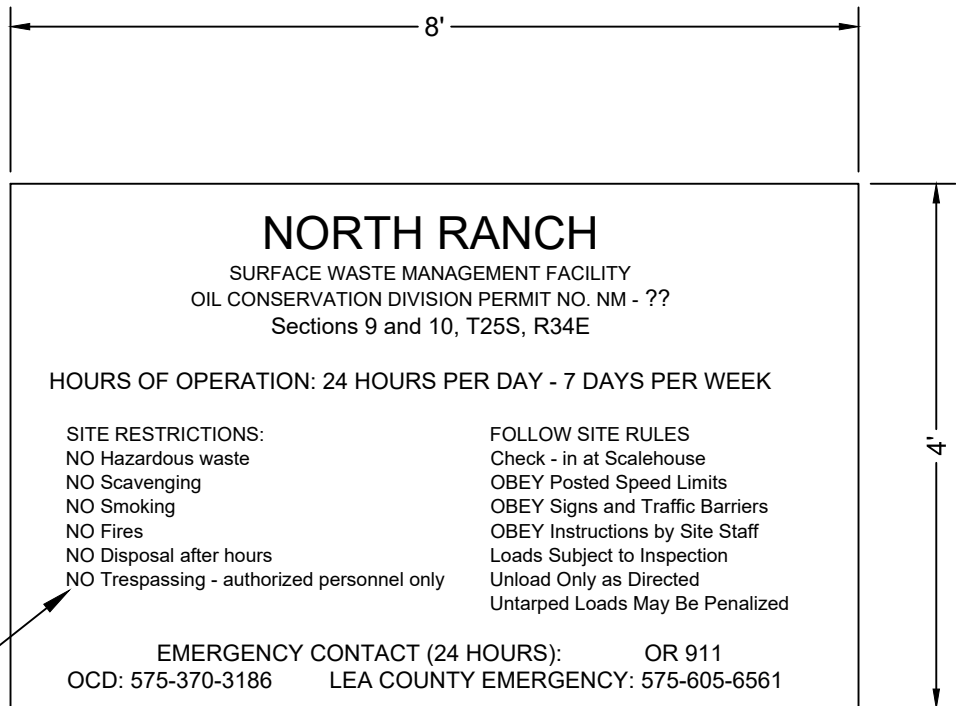 8'
NORTH RANCH
SURFACE WASTE MANAGEMENT FACILITY
OIL CONSERVATION DIVISION PERMIT NO. NM - ??
Sections 9 and 10, T25S, R34E
HOURS OF OPERATION: 24 HOURS PER DAY - 7 DAYS PER WEEK
SITE RESTRICTIONS:
NO Hazardous waste
NO Scavenging
NO Smoking
NO Fires
NO Disposal after hours
NO Trespassing - authorized personnel only
FOLLOW SITE RULES
Check - in at Scalehouse
OBEY Posted Speed Limits
OBEY Signs and Traffic Barriers
OBEY Instructions by Site Staff
Loads Subject to Inspection
Unload Only as Directed
Untarped Loads May Be Penalized
EMERGENCY CONTACT (24 HOURS): OR 911
OCD: 575-370-3186 LEA COUNTY EMERGENCY: 575-605-6561
4'